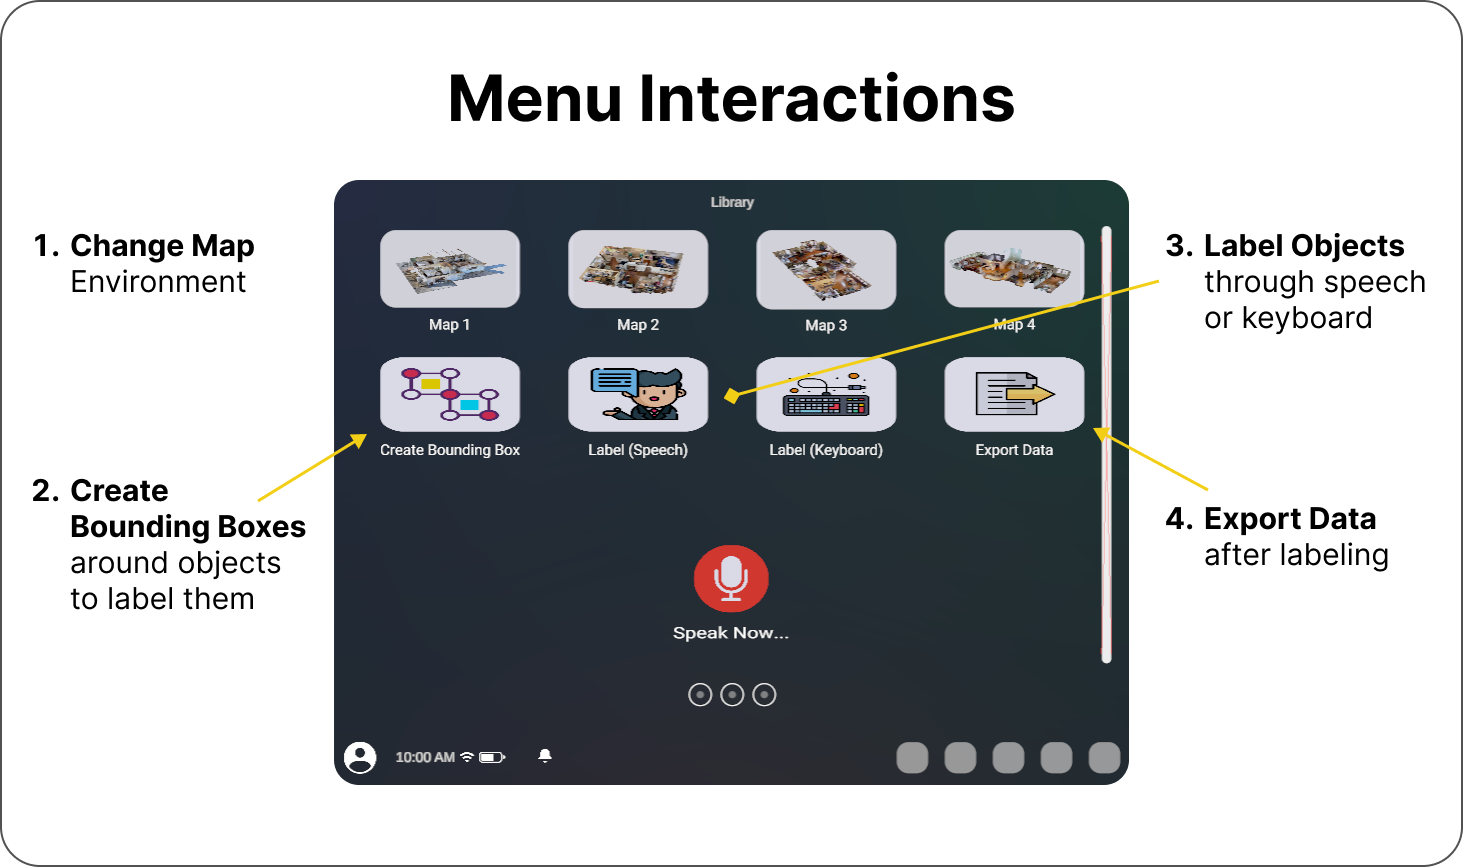 Menu Interactions
1. Change Map
Environment
2. Create
Bounding Boxes
around objects
to label them
Library
Map 1
Map 2
Map 3
Map 4
Create Bounding Box
Label (Speech)
Label (Keyboard)
Export Data
Speak Now...
10:00 AM
3. Label Objects
through speech
or keyboard
4. Export Data
after labeling